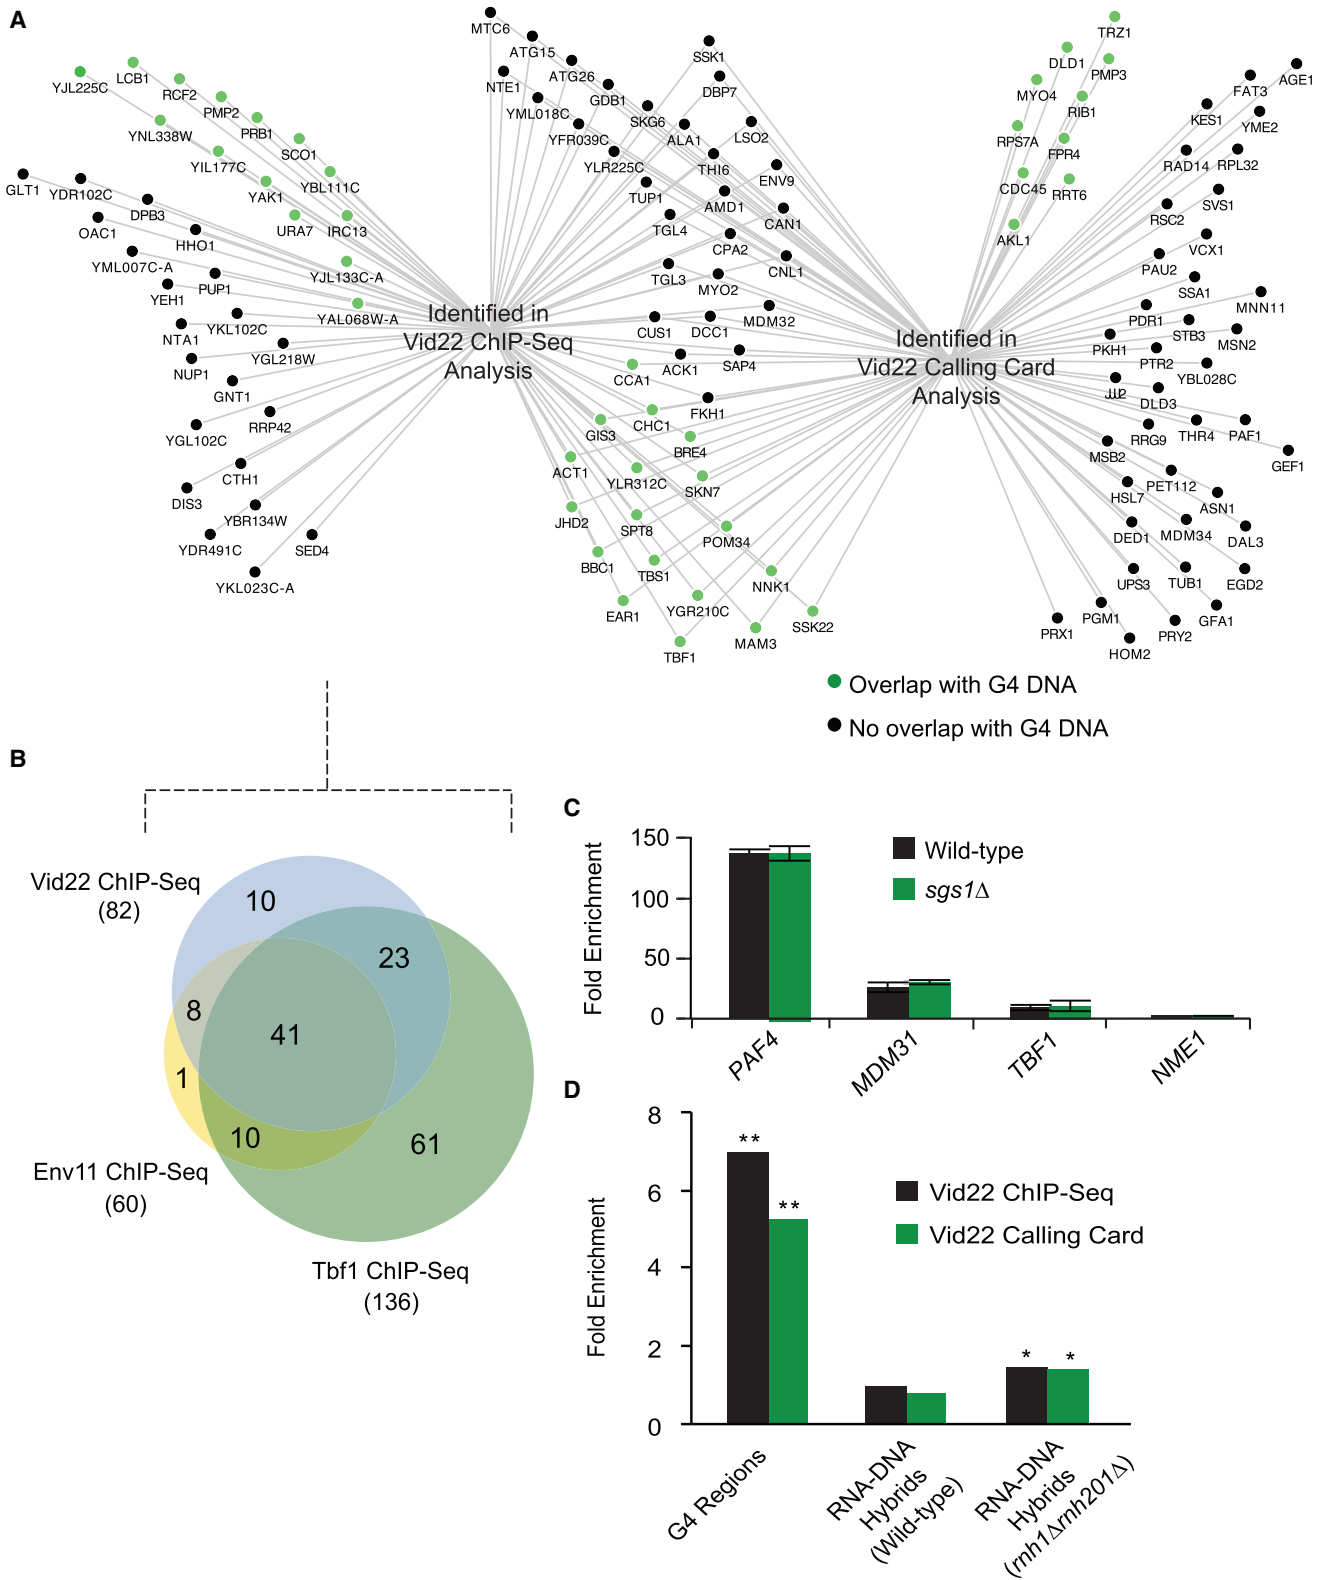 A
MTC6
ATG15
ATG26
NTE1
GDB1
YML018C
SKG6
YFR039C
ALA1
YLR225C
THI6
TUP1
AMD1
TGL4
CPA2
TGL3
MYO2
SSK1
DBP7
LSO2
ENV9
CAN1
CNL1
MDM32
CUS1
DCC1
ACK1
SAP4
CCA1
FKH1
CHC1
GIS3
BRE4
ACT1
YLR312C
SKN7
JHD2
SPT8
POM34
BBC1
TBS1
NNK1
EAR1
YGR210C
SSK22
MAM3
TBF1
YJL225C
LCB1
RCF2
PMP2
PRB1
YNL338W
SCO1
YIL177C
YBL111C
YAK1
URA7
IRC13
YJL133C-A
YAL068W-A
GLT1
YDR102C
DPB3
OAC1
HHO1
YML007C-A
PUP1
YEH1
YKL102C
NTA1
YGL218W
NUP1
GNT1
RRP42
YGL102C
CTH1
DIS3
YBR134W
YDR491C
SED4
YKL023C-A
Identified in
Vid22 ChIP-Seq
Analysis
Identified in
Vid22 Calling Card
Analysis
TRZ1
DLD1
PMP3
MYO4
RIB1
RPS7A
FPR4
CDC45
RRT6
AKL1
AGE1
FAT3
KES1
YME2
RAD14
RPL32
SVS1
RSC2
VCX1
PAU2
SSA1
MNN11
PDR1
STB3
MSN2
PKH1
PTR2
YBL028C
JJJ2
DLD3
RRG9
THR4
PAF1
MSB2
GEF1
PET112
HSL7
ASN1
DED1
MDM34
DAL3
UPS3
TUB1
EGD2
PRX1
PGM1
GFA1
PRY2
HOM2
Overlap with G4 DNA
No overlap with G4 DNA
B
Vid22 ChIP-Seq
(82)
10
23
8
41
1
10
61
Env11 ChIP-Seq
(60)
Tbf1 ChIP-Seq
(136)
C
Fold Enrichment
150
100
50
0
Wild-type
sgs1Δ
PAF4
MDM31
TBF1
NME1
D
Fold Enrichment
8
6
4
2
0
**
**
*
*
Vid22 ChIP-Seq
Vid22 Calling Card
G4 Regions
RNA-DNA
Hybrids
(Wild-type)
RNA-DNA
Hybrids
(rnh1Δrnh201Δ)